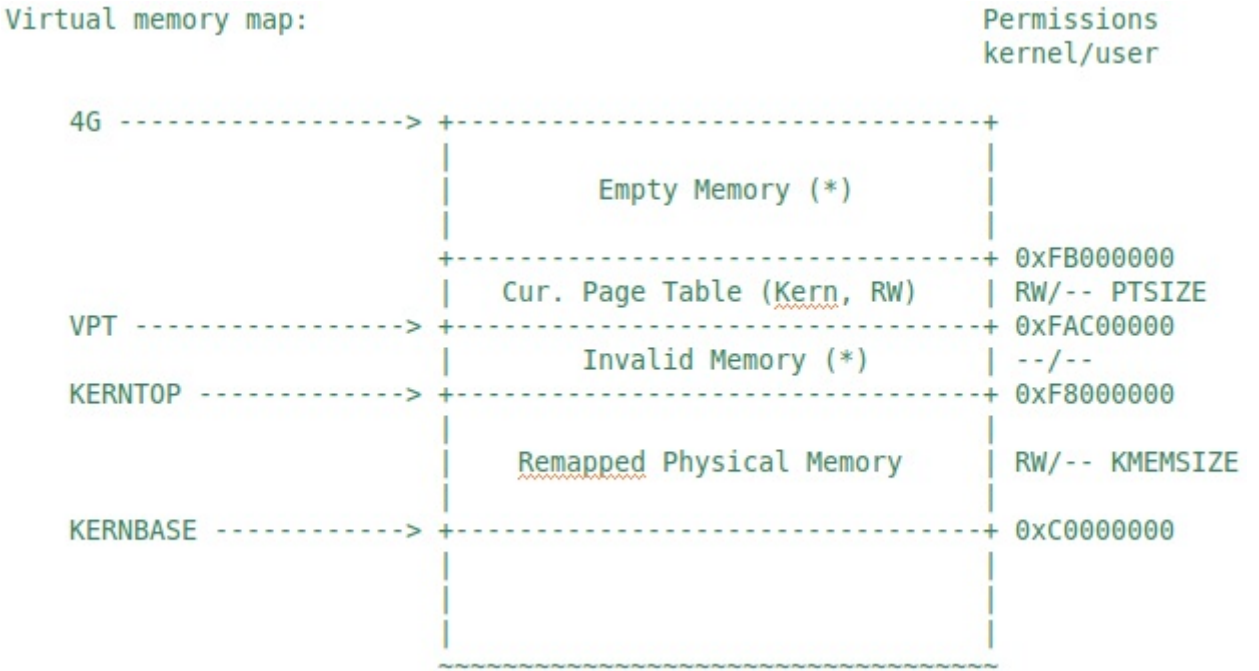 Virtual memory map:                                          Permissions
                                                             kernel/user
    4G ------------------> +---------------------------------+
                           |                                 |
                           |         Empty Memory (*)        |
                           |                                 |
                           +---------------------------------+ 0xFB000000
                           |   Cur. Page Table (Kern, RW)    | RW/-- PTSIZE
    VPT -----------------> +---------------------------------+ 0xFAC00000
                           |        Invalid Memory (*)       | --/--
    KERNTOP -------------> +---------------------------------+ 0xF8000000
                           |                                 |
                           |    Remapped Physical Memory     | RW/-- KMEMSIZE
                           |                                 |
    KERNBASE ------------> +---------------------------------+ 0xC0000000
                           |                                 |
                           |                                 |
                           |                                 |
                           ~~~~~~~~~~~~~~~~~~~~~~~~~~~~~~~~~~~